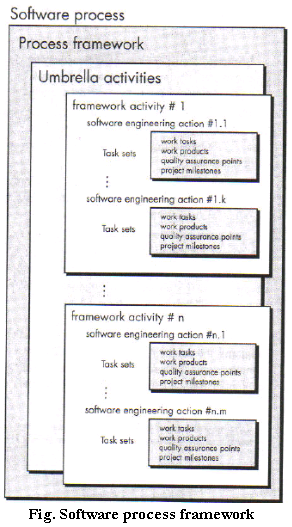 Software process
Process framework
Umbrella activities
framework activity # 1
software engineering action #1.1
Task sets
work tasks
work products
quality assurance points
project milestones
software engineering action #1.k
Task sets
work tasks
work products
quality assurance points
project milestones
framework activity # n
software engineering action #n.1
Task sets
work tasks
work products
quality assurance points
project milestones
software engineering action #n.m
Task sets
work tasks
work products
quality assurance points
project milestones
Fig. Software process framework